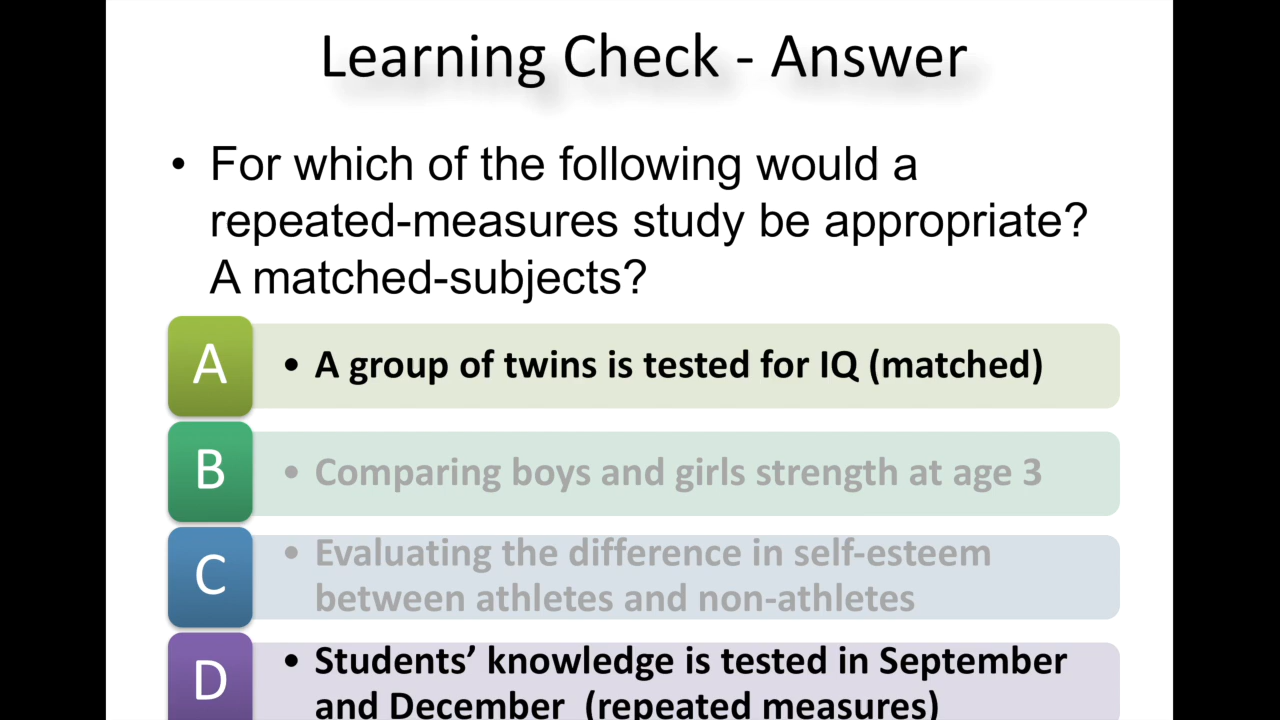 Learning Check - Answer
• For which of the following would a
repeated-measures study be appropriate?
A matched-subjects?
A
• A group of twins is tested for IQ (matched)
B
• Comparing boys and girls strength at age 3
C
• Evaluating the difference in self-esteem
between athletes and non-athletes
D
• Students’ knowledge is tested in September
and December (repeated measures)